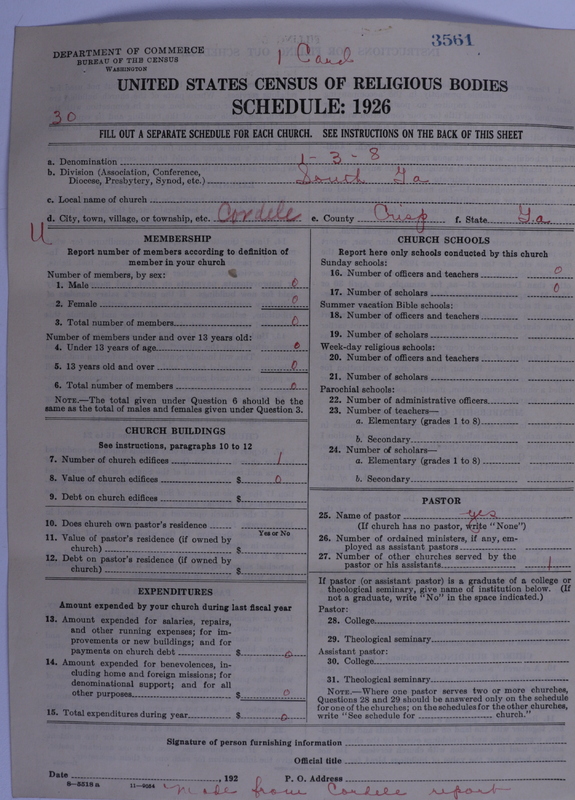 3561
1 Card
DEPARTMENT OF COMMERCE
BUREAU OF THE CENSUS
WASHINGTON
UNITED STATES CENSUS OF RELIGIOUS BODIES
SCHEDULE: 1926
30
FILL OUT A SEPARATE SCHEDULE FOR EACH CHURCH. SEE INSTRUCTIONS ON THE BACK OF THIS SHEET
a. Denomination 1-3-8
b. Division (Association, Conference,
Diocese, Presbytery, Synod, etc.) South Ga
c. Local name of church
d. City, town, village, or township, etc. Cordele e. County Crisp f. State Ga
U
MEMBERSHIP
Report number of members according to definition of
member in your church
Number of members, by sex:
1. Male 0
2. Female 0
3. Total number of members 0
Number of members under and over 13 years old:
4. Under 13 years of age 0
5. 13 years old and over 0
6. Total number of members 0
NOTE.—The total given under Question 6 should be the
same as the total of males and females given under Question 3.
CHURCH BUILDINGS
See instructions, paragraphs 10 to 12
7. Number of church edifices 1
8. Value of church edifices $ 0
9. Debt on church edifices $
10. Does church own pastor's residence
Yes or No
11. Value of pastor's residence (if owned by
church) $
12. Debt on pastor's residence (if owned by
church) $
EXPENDITURES
Amount expended by your church during last fiscal year
13. Amount expended for salaries, repairs,
and other running expenses; for im-
provements or new buildings; and for
payments on church debt $ 0
14. Amount expended for benevolences, in-
cluding home and foreign missions; for
denominational support; and for all
other purposes $ 0
15. Total expenditures during year $ 0
CHURCH SCHOOLS
Report here only schools conducted by this church
Sunday schools:
16. Number of officers and teachers 0
17. Number of scholars 0
Summer vacation Bible schools:
18. Number of officers and teachers
19. Number of scholars
Week-day religious schools:
20. Number of officers and teachers
21. Number of scholars
Parochial schools:
22. Number of administrative officers
23. Number of teachers—
a. Elementary (grades 1 to 8)
b. Secondary
24. Number of scholars—
a. Elementary (grades 1 to 8)
b. Secondary
PASTOR
25. Name of pastor yes
(If church has no pastor, write "None")
26. Number of ordained ministers, if any, em-
ployed as assistant pastors
27. Number of other churches served by the
pastor or his assistants 1
If pastor (or assistant pastor) is a graduate of a college or
theological seminary, give name of institution below. (If
not a graduate, write "No" in the space indicated.)
Pastor:
28. College
29. Theological seminary
Assistant pastor:
30. College
31. Theological seminary
NOTE.—Where one pastor serves two or more churches,
Questions 28 and 29 should be answered only on the schedule
for one of the churches; on the schedules for the other churches,
write "See schedule for church."
Signature of person furnishing information
Official title
Date , 192 P. O. Address
8—5519 a 11—9064
Made from Cordele report